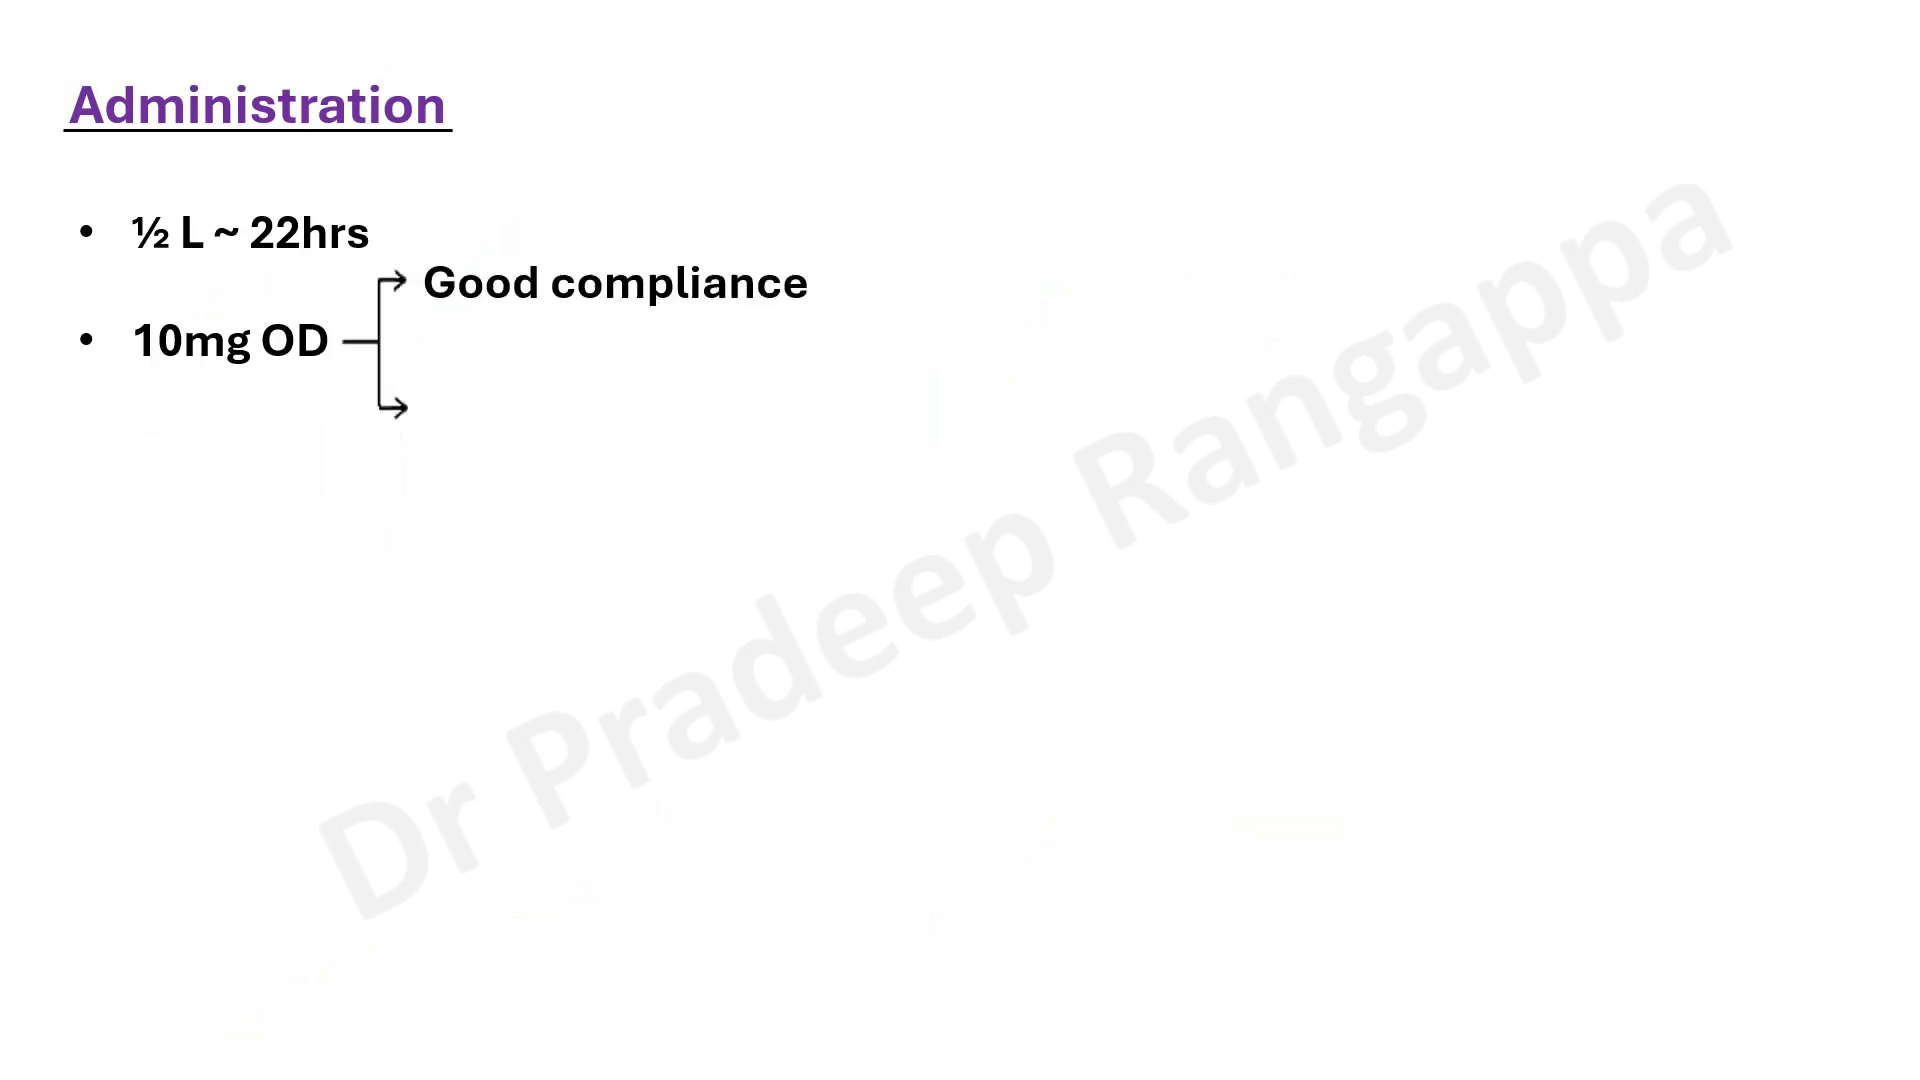 Administration
• ½ L ~ 22hrs
Good compliance
• 10mg OD
Dr Pradeep Rangappa